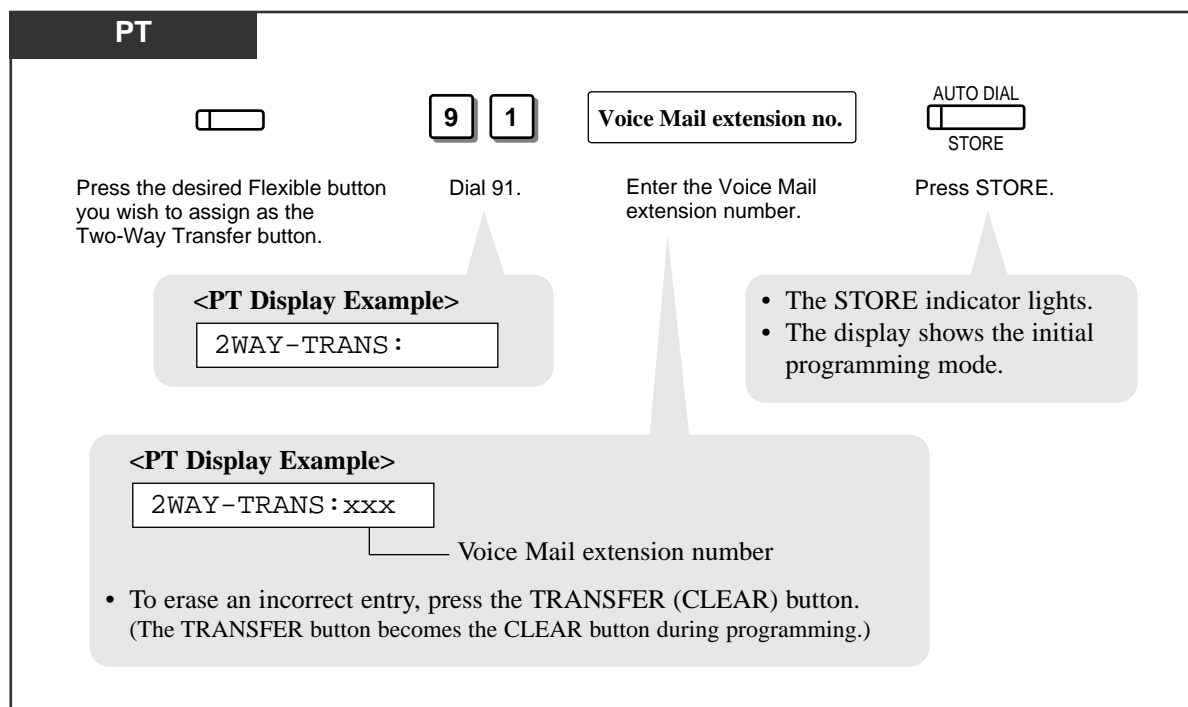 PT
9 1
Voice Mail extension no.
AUTO DIAL
STORE
Press the desired Flexible button
you wish to assign as the
Two-Way Transfer button.
Dial 91.
Enter the Voice Mail
extension number.
Press STORE.
<PT Display Example>
2WAY-TRANS:
• The STORE indicator lights.
• The display shows the initial
programming mode.
<PT Display Example>
2WAY-TRANS:xxx
Voice Mail extension number
• To erase an incorrect entry, press the TRANSFER (CLEAR) button.
(The TRANSFER button becomes the CLEAR button during programming.)